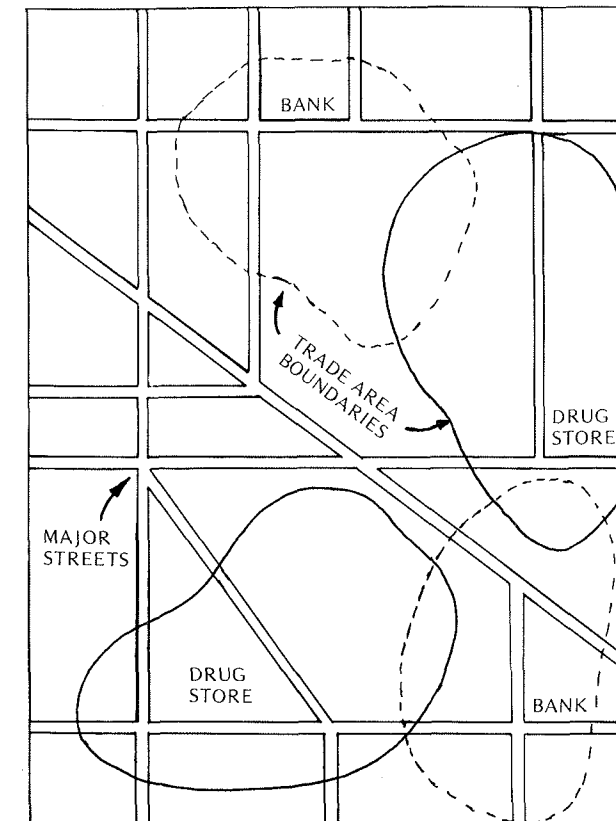 BANK
TRADE AREA
BOUNDARIES
DRUG
STORE
MAJOR
STREETS
DRUG
STORE
BANK